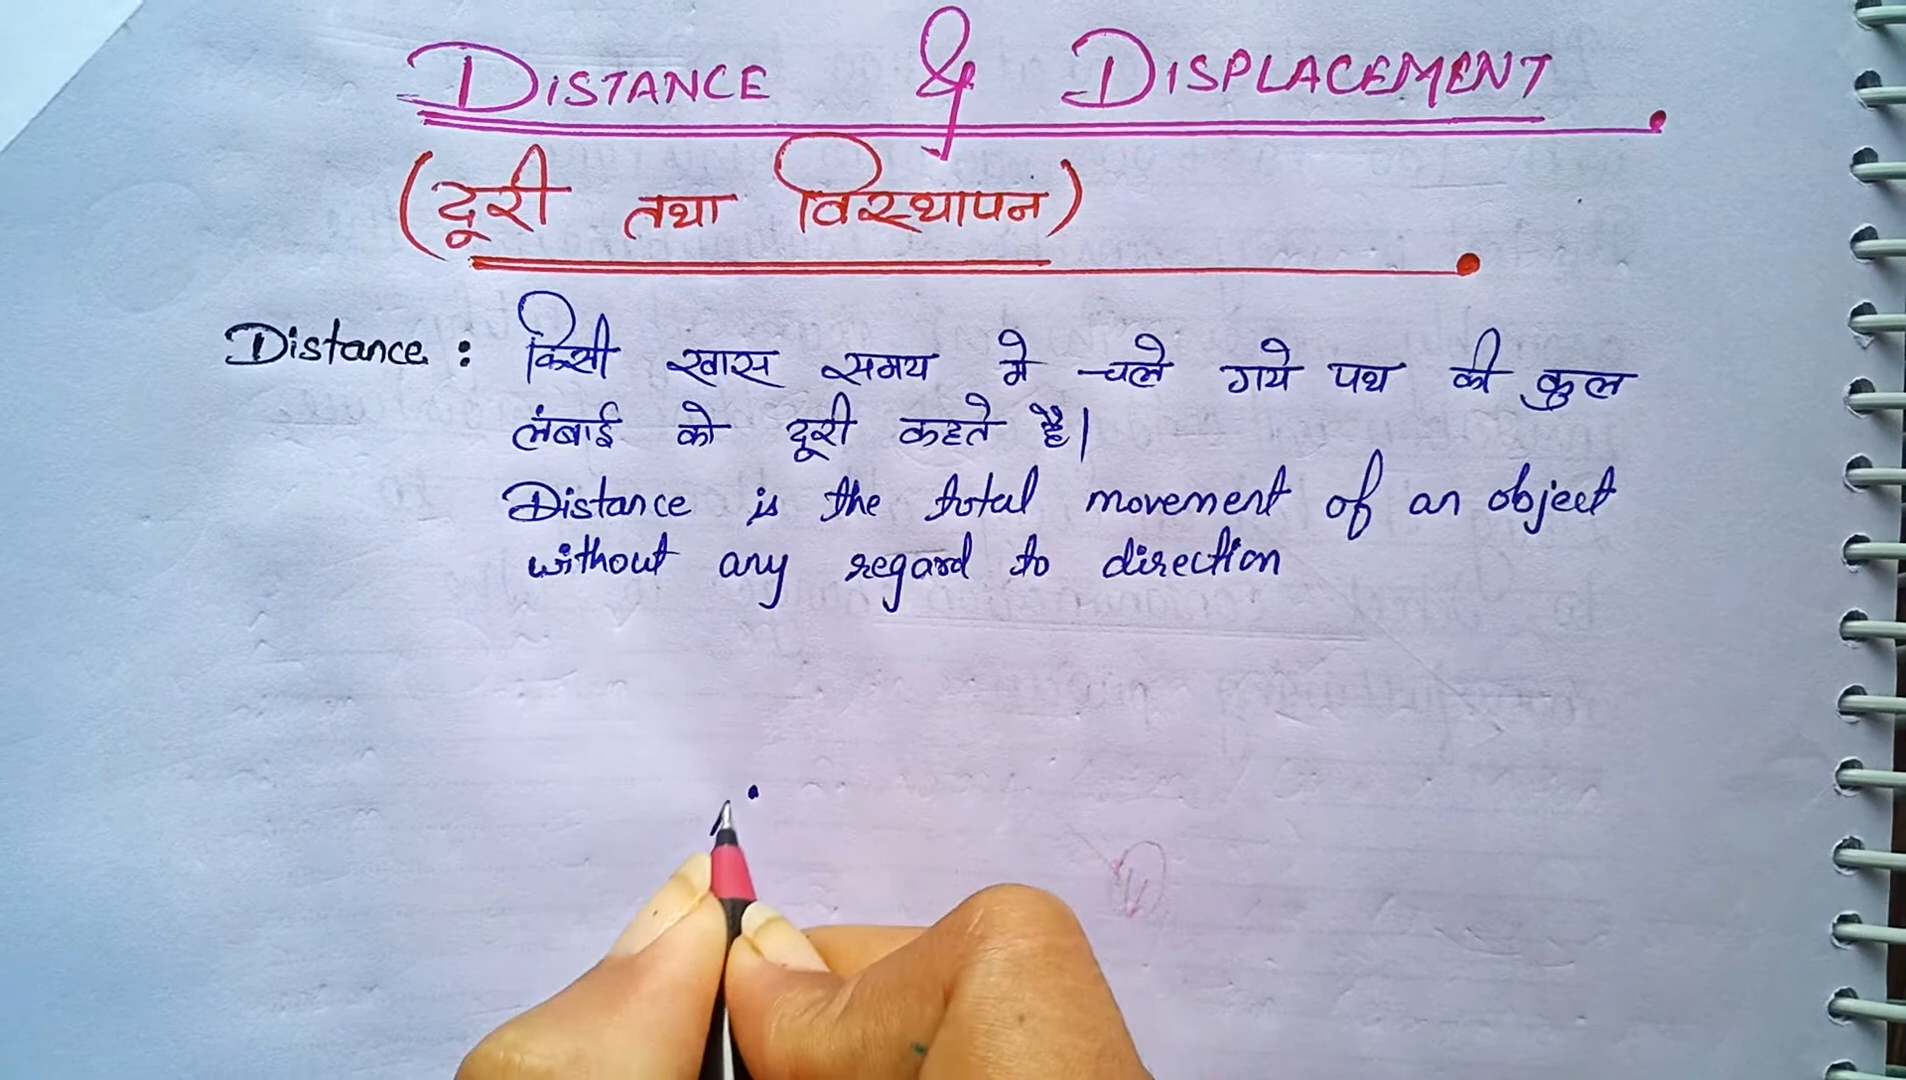 DISTANCE & DISPLACEMENT
(दूरी तथा विस्थापन)
Distance : किसी खास समय मे चले गये पथ की कुल
लंबाई को दूरी कहते है।
Distance is the total movement of an object
without any regard to direction